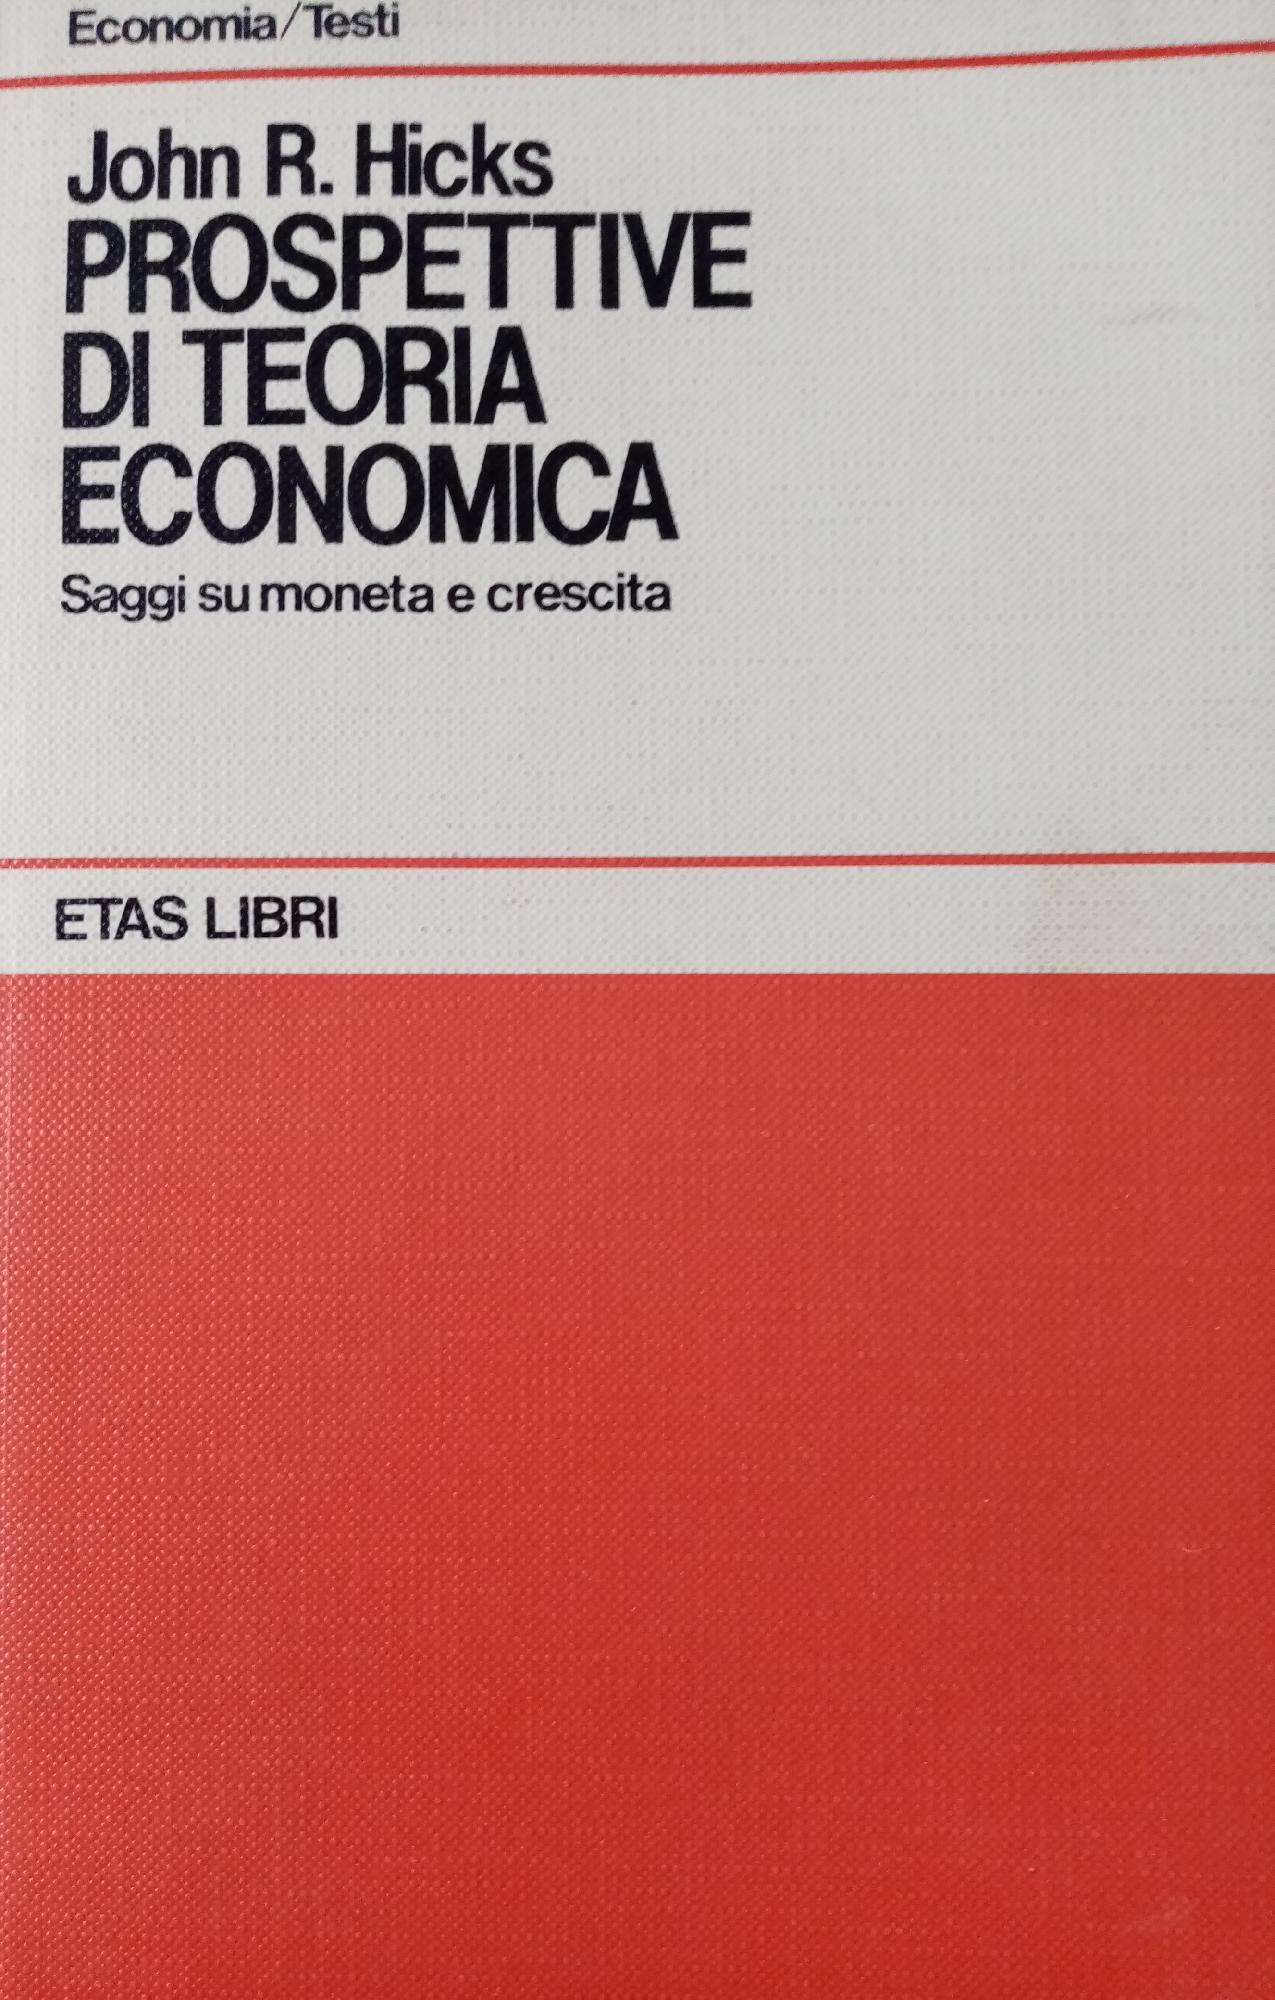 Economia/Testi
John R. Hicks
PROSPETTIVE
DI TEORIA
ECONOMICA
Saggi su moneta e crescita
ETAS LIBRI